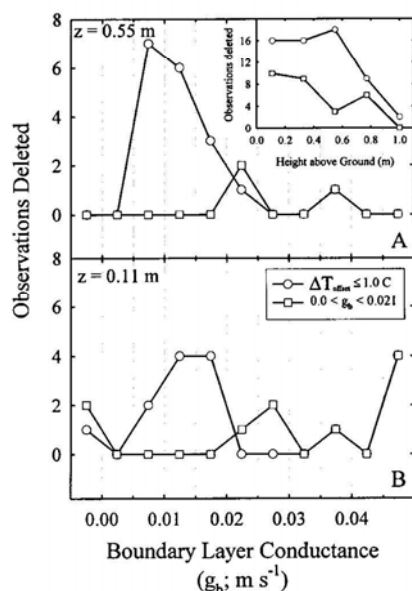 Observations Deleted
z = 0.55 m
8
6
4
2
0
A
Observations deleted
16
12
8
4
0
0.0 0.2 0.4 0.6 0.8 1.0
Height above Ground (m)
z = 0.11 m
8
6
4
2
0
B
ΔToffset ≤ 1.0 C
0.0 < gb < 0.021
0.00 0.01 0.02 0.03 0.04
Boundary Layer Conductance
(gb; m s-1)